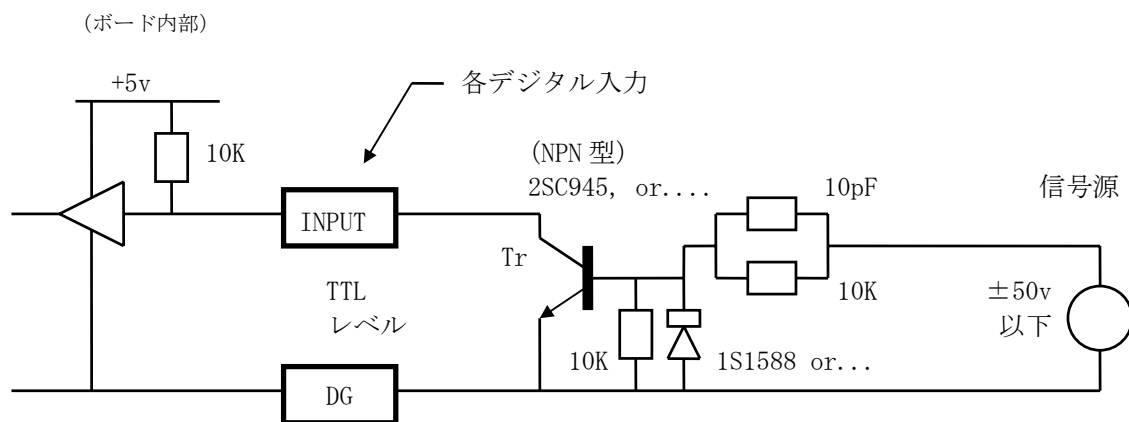 (ボード内部)
+5v
各デジタル入力
10K
(NPN 型)
2SC945, or....
10pF
信号源
INPUT
Tr
TTL
レベル
10K
±50v
以下
10K
1S1588 or...
DG